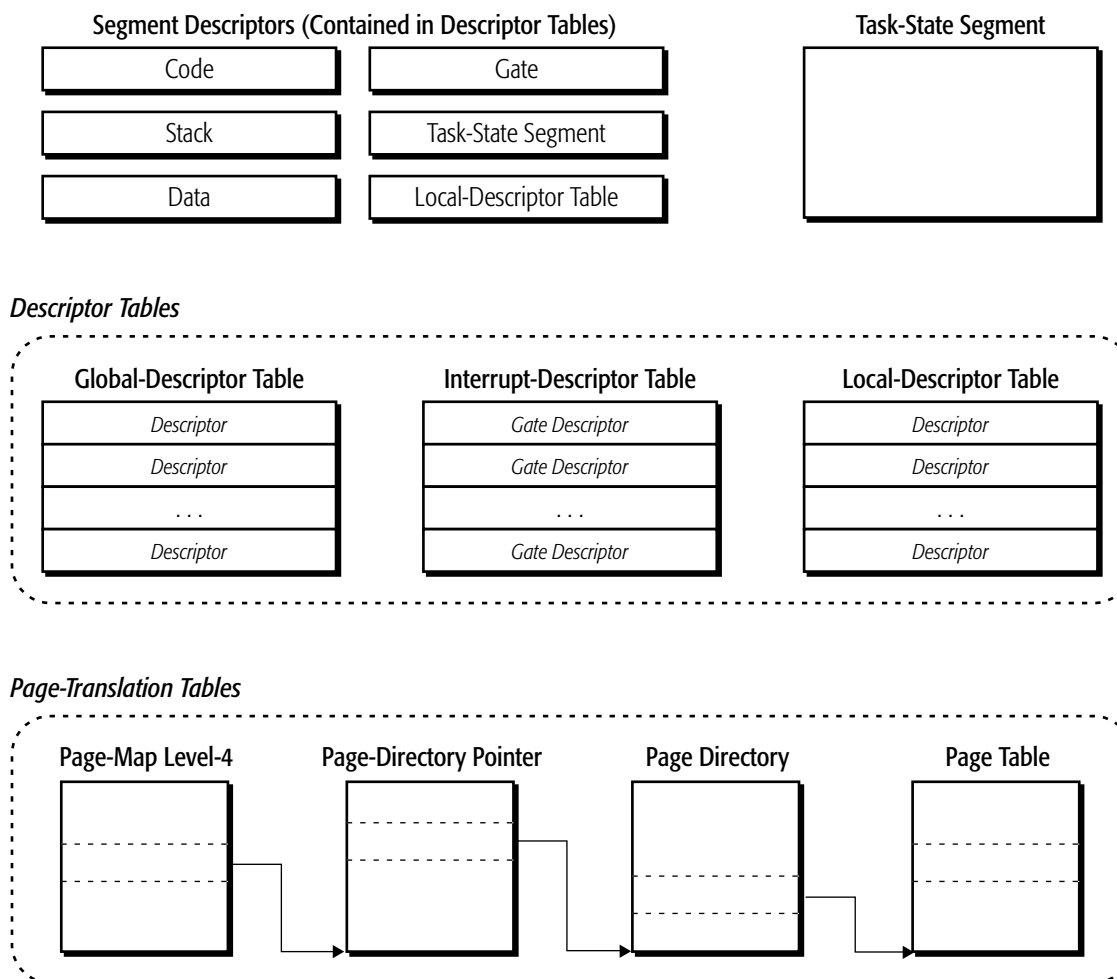 Segment Descriptors (Contained in Descriptor Tables)
Task-State Segment
Code
Gate
Stack
Task-State Segment
Data
Local-Descriptor Table
Descriptor Tables
Global-Descriptor Table
Interrupt-Descriptor Table
Local-Descriptor Table
Descriptor
Gate Descriptor
Descriptor
Descriptor
Gate Descriptor
Descriptor
. . .
. . .
. . .
Descriptor
Gate Descriptor
Descriptor
Page-Translation Tables
Page-Map Level-4
Page-Directory Pointer
Page Directory
Page Table